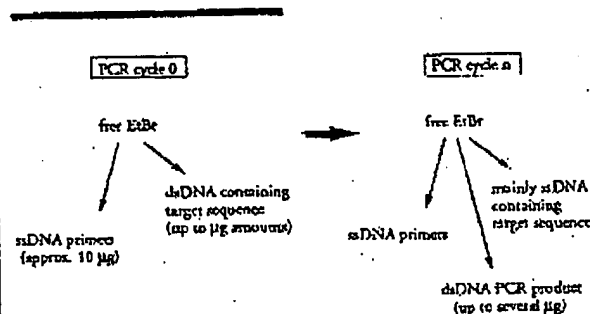 PCR cycle 0
free EtBr
dsDNA containing
target sequence
(up to µg amounts)
ssDNA primers
(approx. 10 µg)
PCR cycle n
free EtBr
mainly ssDNA
containing
target sequence
ssDNA primers
dsDNA PCR product
(up to several µg)